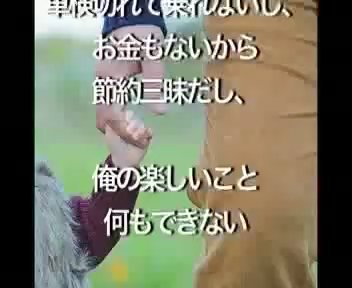 車検切れで乗れないし、
お金もないから
節約三昧だし、
俺の楽しいこと
何もできない